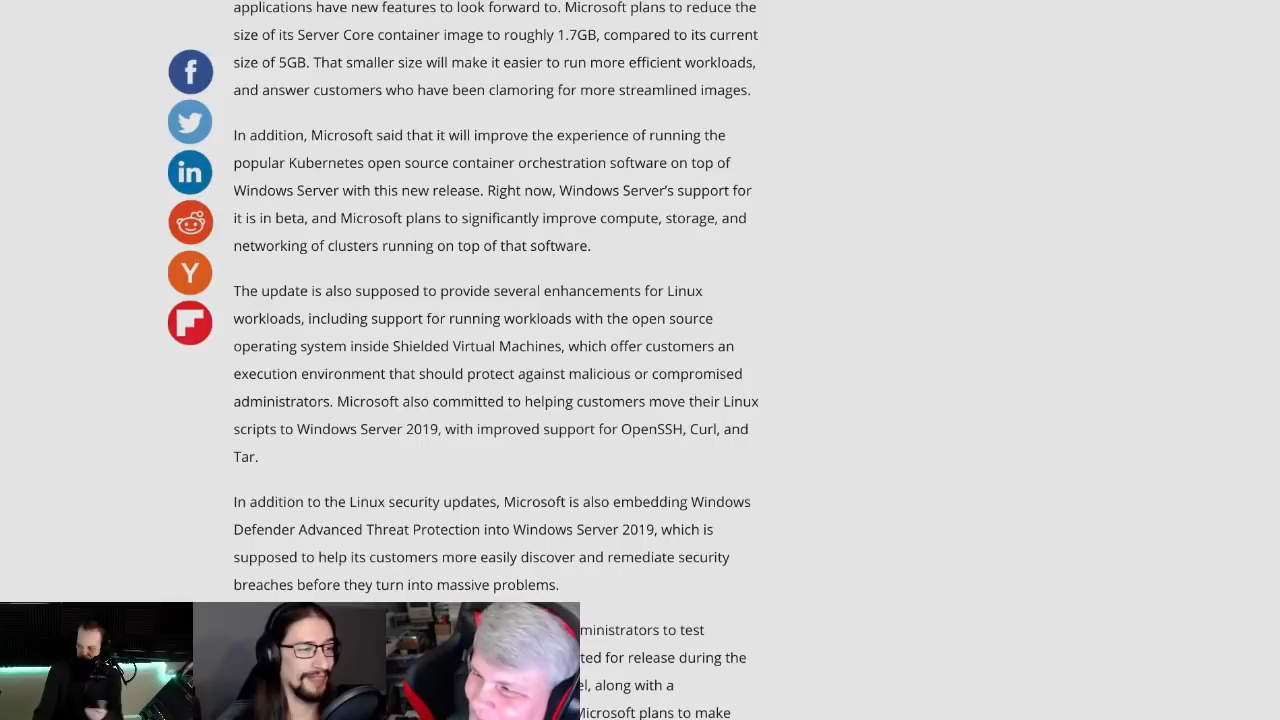 applications have new features to look forward to. Microsoft plans to reduce the
size of its Server Core container image to roughly 1.7GB, compared to its current
size of 5GB. That smaller size will make it easier to run more efficient workloads,
and answer customers who have been clamoring for more streamlined images.
In addition, Microsoft said that it will improve the experience of running the
popular Kubernetes open source container orchestration software on top of
Windows Server with this new release. Right now, Windows Server’s support for
it is in beta, and Microsoft plans to significantly improve compute, storage, and
networking of clusters running on top of that software.
The update is also supposed to provide several enhancements for Linux
workloads, including support for running workloads with the open source
operating system inside Shielded Virtual Machines, which offer customers an
execution environment that should protect against malicious or compromised
administrators. Microsoft also committed to helping customers move their Linux
scripts to Windows Server 2019, with improved support for OpenSSH, Curl, and
Tar.
In addition to the Linux security updates, Microsoft is also embedding Windows
Defender Advanced Threat Protection into Windows Server 2019, which is
supposed to help its customers more easily discover and remediate security
breaches before they turn into massive problems.
ministrators to test
ted for release during the
el, along with a
Microsoft plans to make
f
in
Y